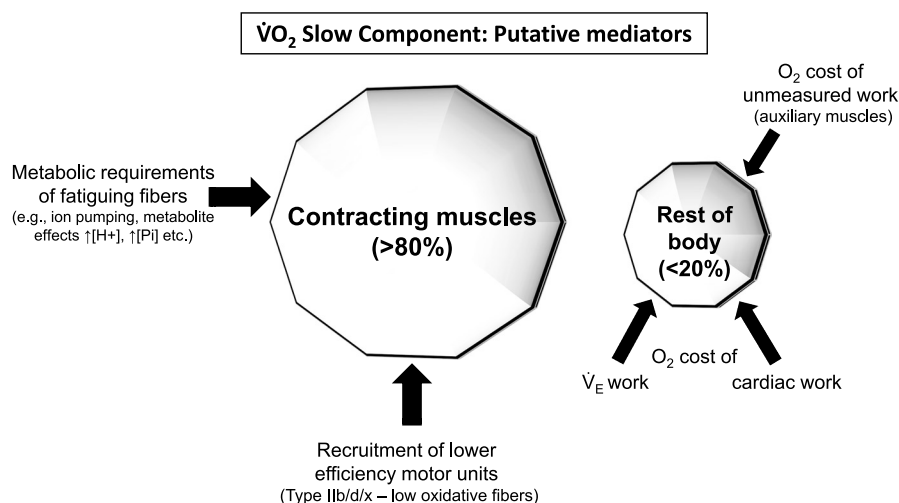 V̇O₂ Slow Component: Putative mediators
O₂ cost of
unmeasured work
(auxiliary muscles)
Metabolic requirements
of fatiguing fibers
(e.g., ion pumping, metabolite
effects ↑[H+], ↑[Pi] etc.)
Contracting muscles
(>80%)
Rest of
body
(<20%)
O₂ cost of
V̇E work
cardiac work
Recruitment of lower
efficiency motor units
(Type IIb/d/x – low oxidative fibers)